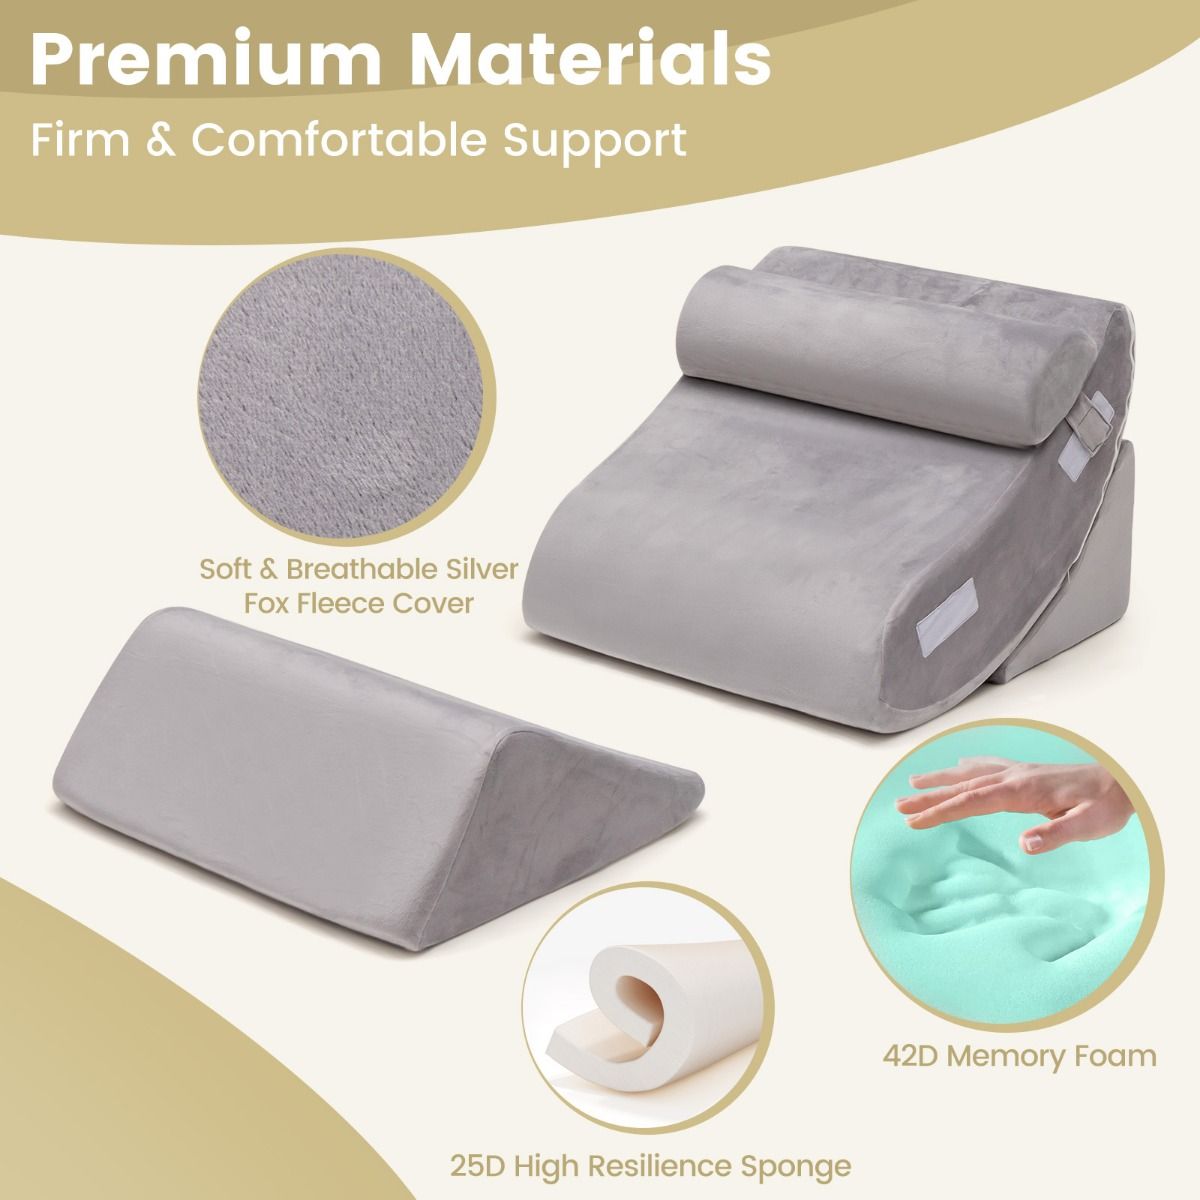 Premium Materials
Firm & Comfortable Support
Soft & Breathable Silver
Fox Fleece Cover
42D Memory Foam
25D High Resilience Sponge